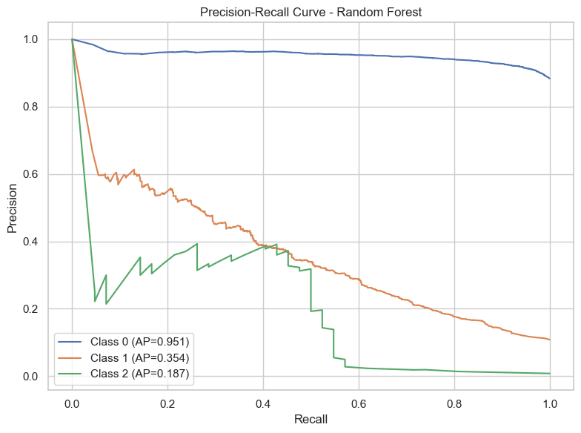 Precision-Recall Curve - Random Forest
1.0
0.8
0.6
0.4
0.2
0.0
Precision
Class 0 (AP=0.951)
Class 1 (AP=0.354)
Class 2 (AP=0.187)
0.0 0.2 0.4 0.6 0.8 1.0
Recall